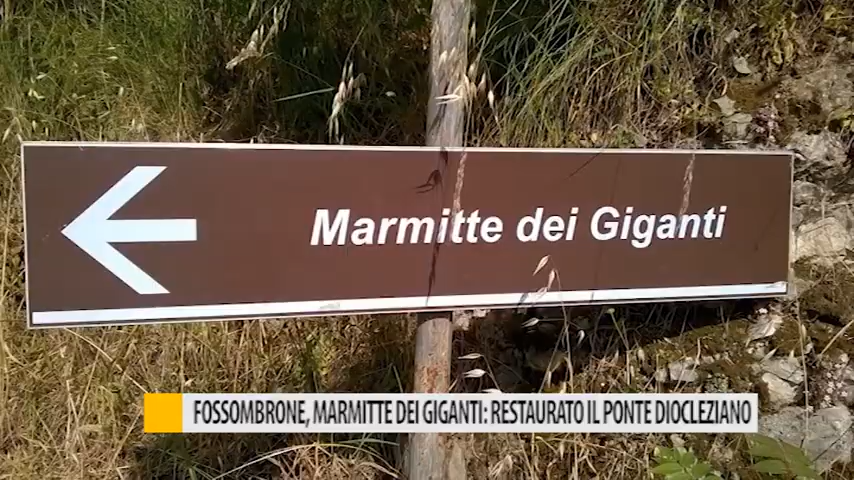 Marmitte dei Giganti
FOSSOMBRONE, MARMITTE DEI GIGANTI: RESTAURATO IL PONTE DIOCLEZIANO